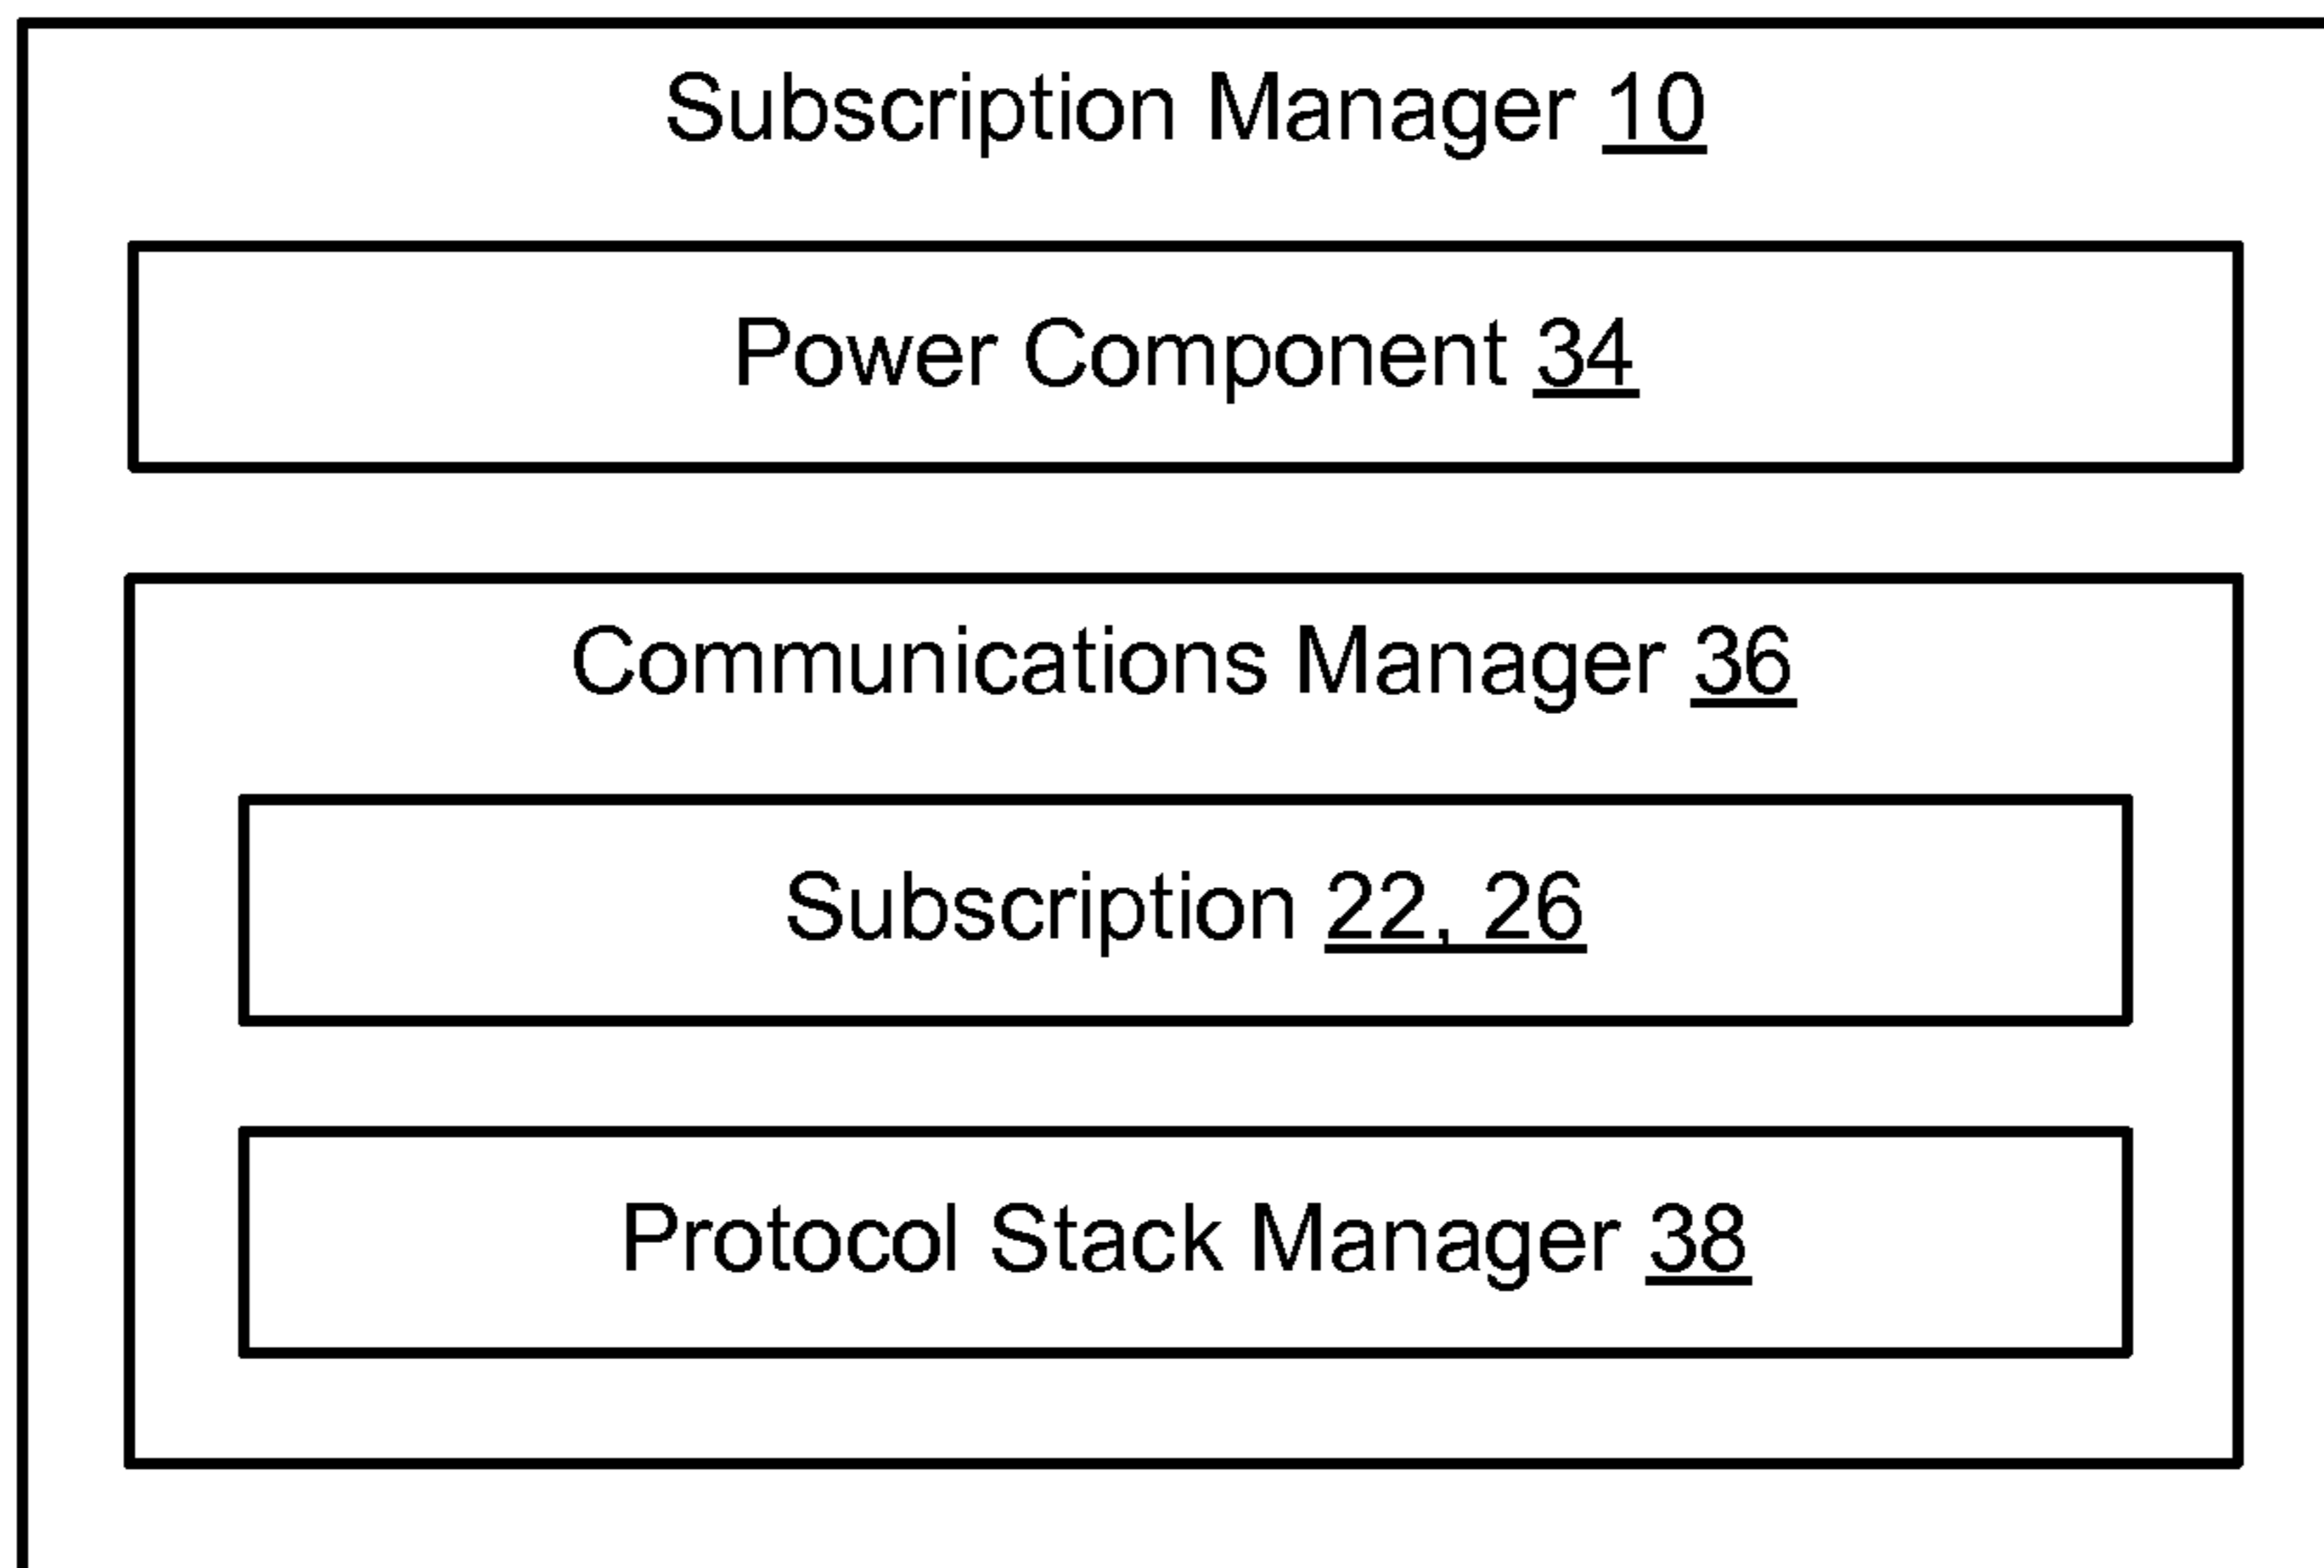 Subscription Manager 10
Power Component 34
Communications Manager 36
Subscription 22, 26
Protocol Stack Manager 38